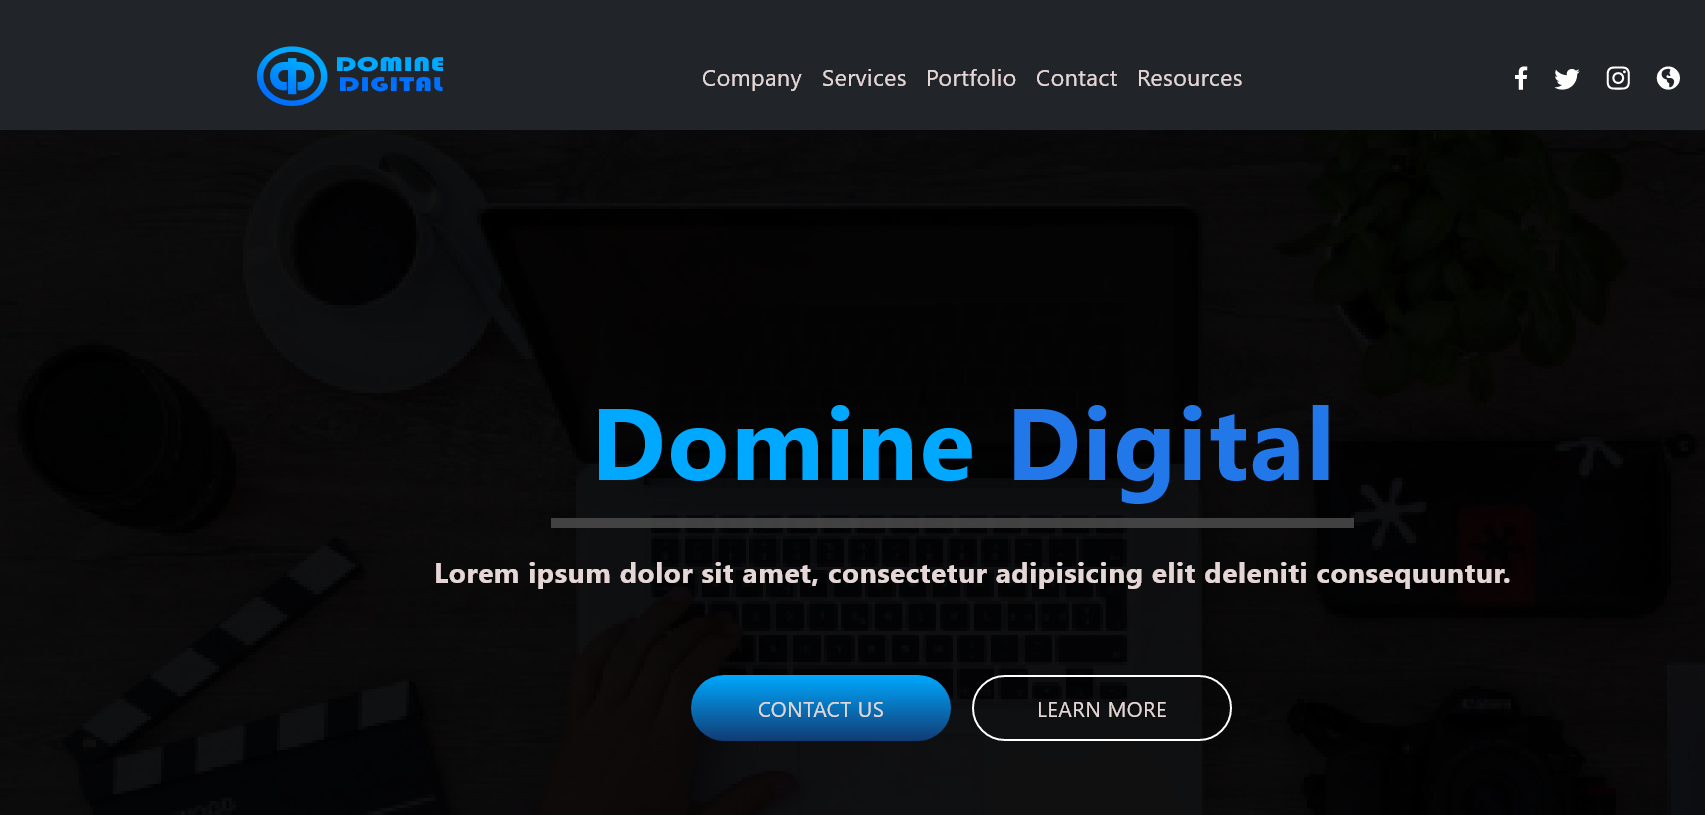 DOMINE
DIGITAL
Company Services Portfolio Contact Resources
Domine Digital
Lorem ipsum dolor sit amet, consectetur adipisicing elit deleniti consequuntur.
CONTACT US LEARN MORE
Canon